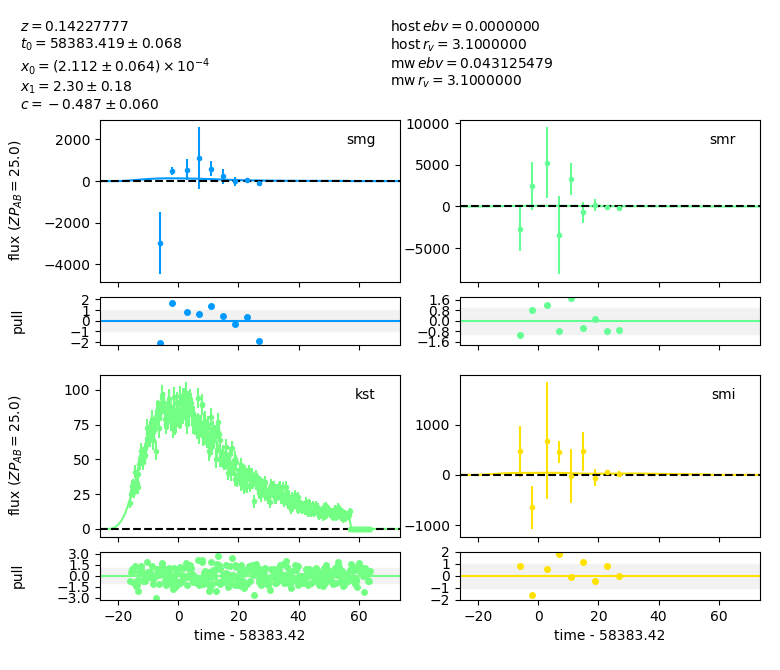 z = 0.14227777
t₀ = 58383.419 ± 0.068
x₀ = (2.112 ± 0.064) × 10⁻⁴
x₁ = 2.30 ± 0.18
c = −0.487 ± 0.060
host ebv = 0.0000000
host r_v = 3.1000000
mw ebv = 0.043125479
mw r_v = 3.1000000
flux (ZP_AB = 25.0)
2000
0
−2000
−4000
smg
10000
5000
0
−5000
smr
pull
2
1
0
−1
−2
1.6
0.8
0.0
−0.8
−1.6
flux (ZP_AB = 25.0)
100
75
50
25
0
kst
1000
0
−1000
smi
pull
3.0
1.5
0.0
−1.5
−3.0
2
1
0
−1
−2
−20 0 20 40 60
−20 0 20 40 60
time - 58383.42
time - 58383.42